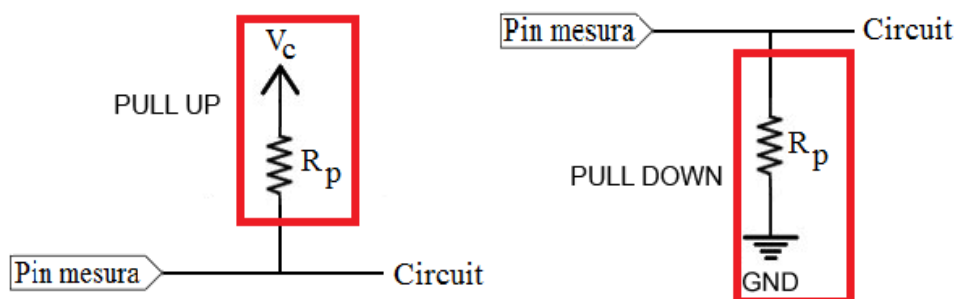 Vc
PULL UP
Rp
Pin mesura
Circuit
Pin mesura
Circuit
Rp
PULL DOWN
GND